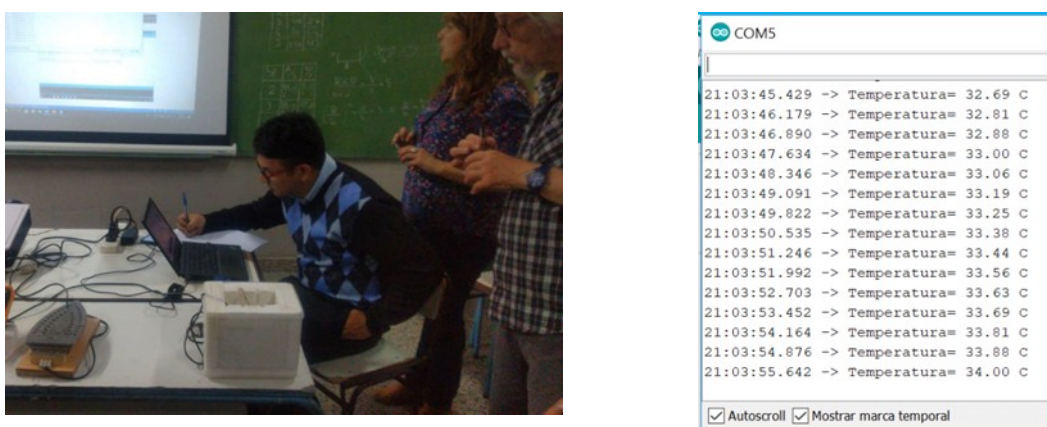 COM5
21:03:45.429 -> Temperatura= 32.69 C
21:03:46.179 -> Temperatura= 32.81 C
21:03:46.890 -> Temperatura= 32.88 C
21:03:47.634 -> Temperatura= 33.00 C
21:03:48.346 -> Temperatura= 33.06 C
21:03:49.091 -> Temperatura= 33.19 C
21:03:49.822 -> Temperatura= 33.25 C
21:03:50.535 -> Temperatura= 33.38 C
21:03:51.246 -> Temperatura= 33.44 C
21:03:51.992 -> Temperatura= 33.56 C
21:03:52.703 -> Temperatura= 33.63 C
21:03:53.452 -> Temperatura= 33.69 C
21:03:54.164 -> Temperatura= 33.81 C
21:03:54.876 -> Temperatura= 33.88 C
21:03:55.642 -> Temperatura= 34.00 C
Autoscroll Mostrar marca temporal